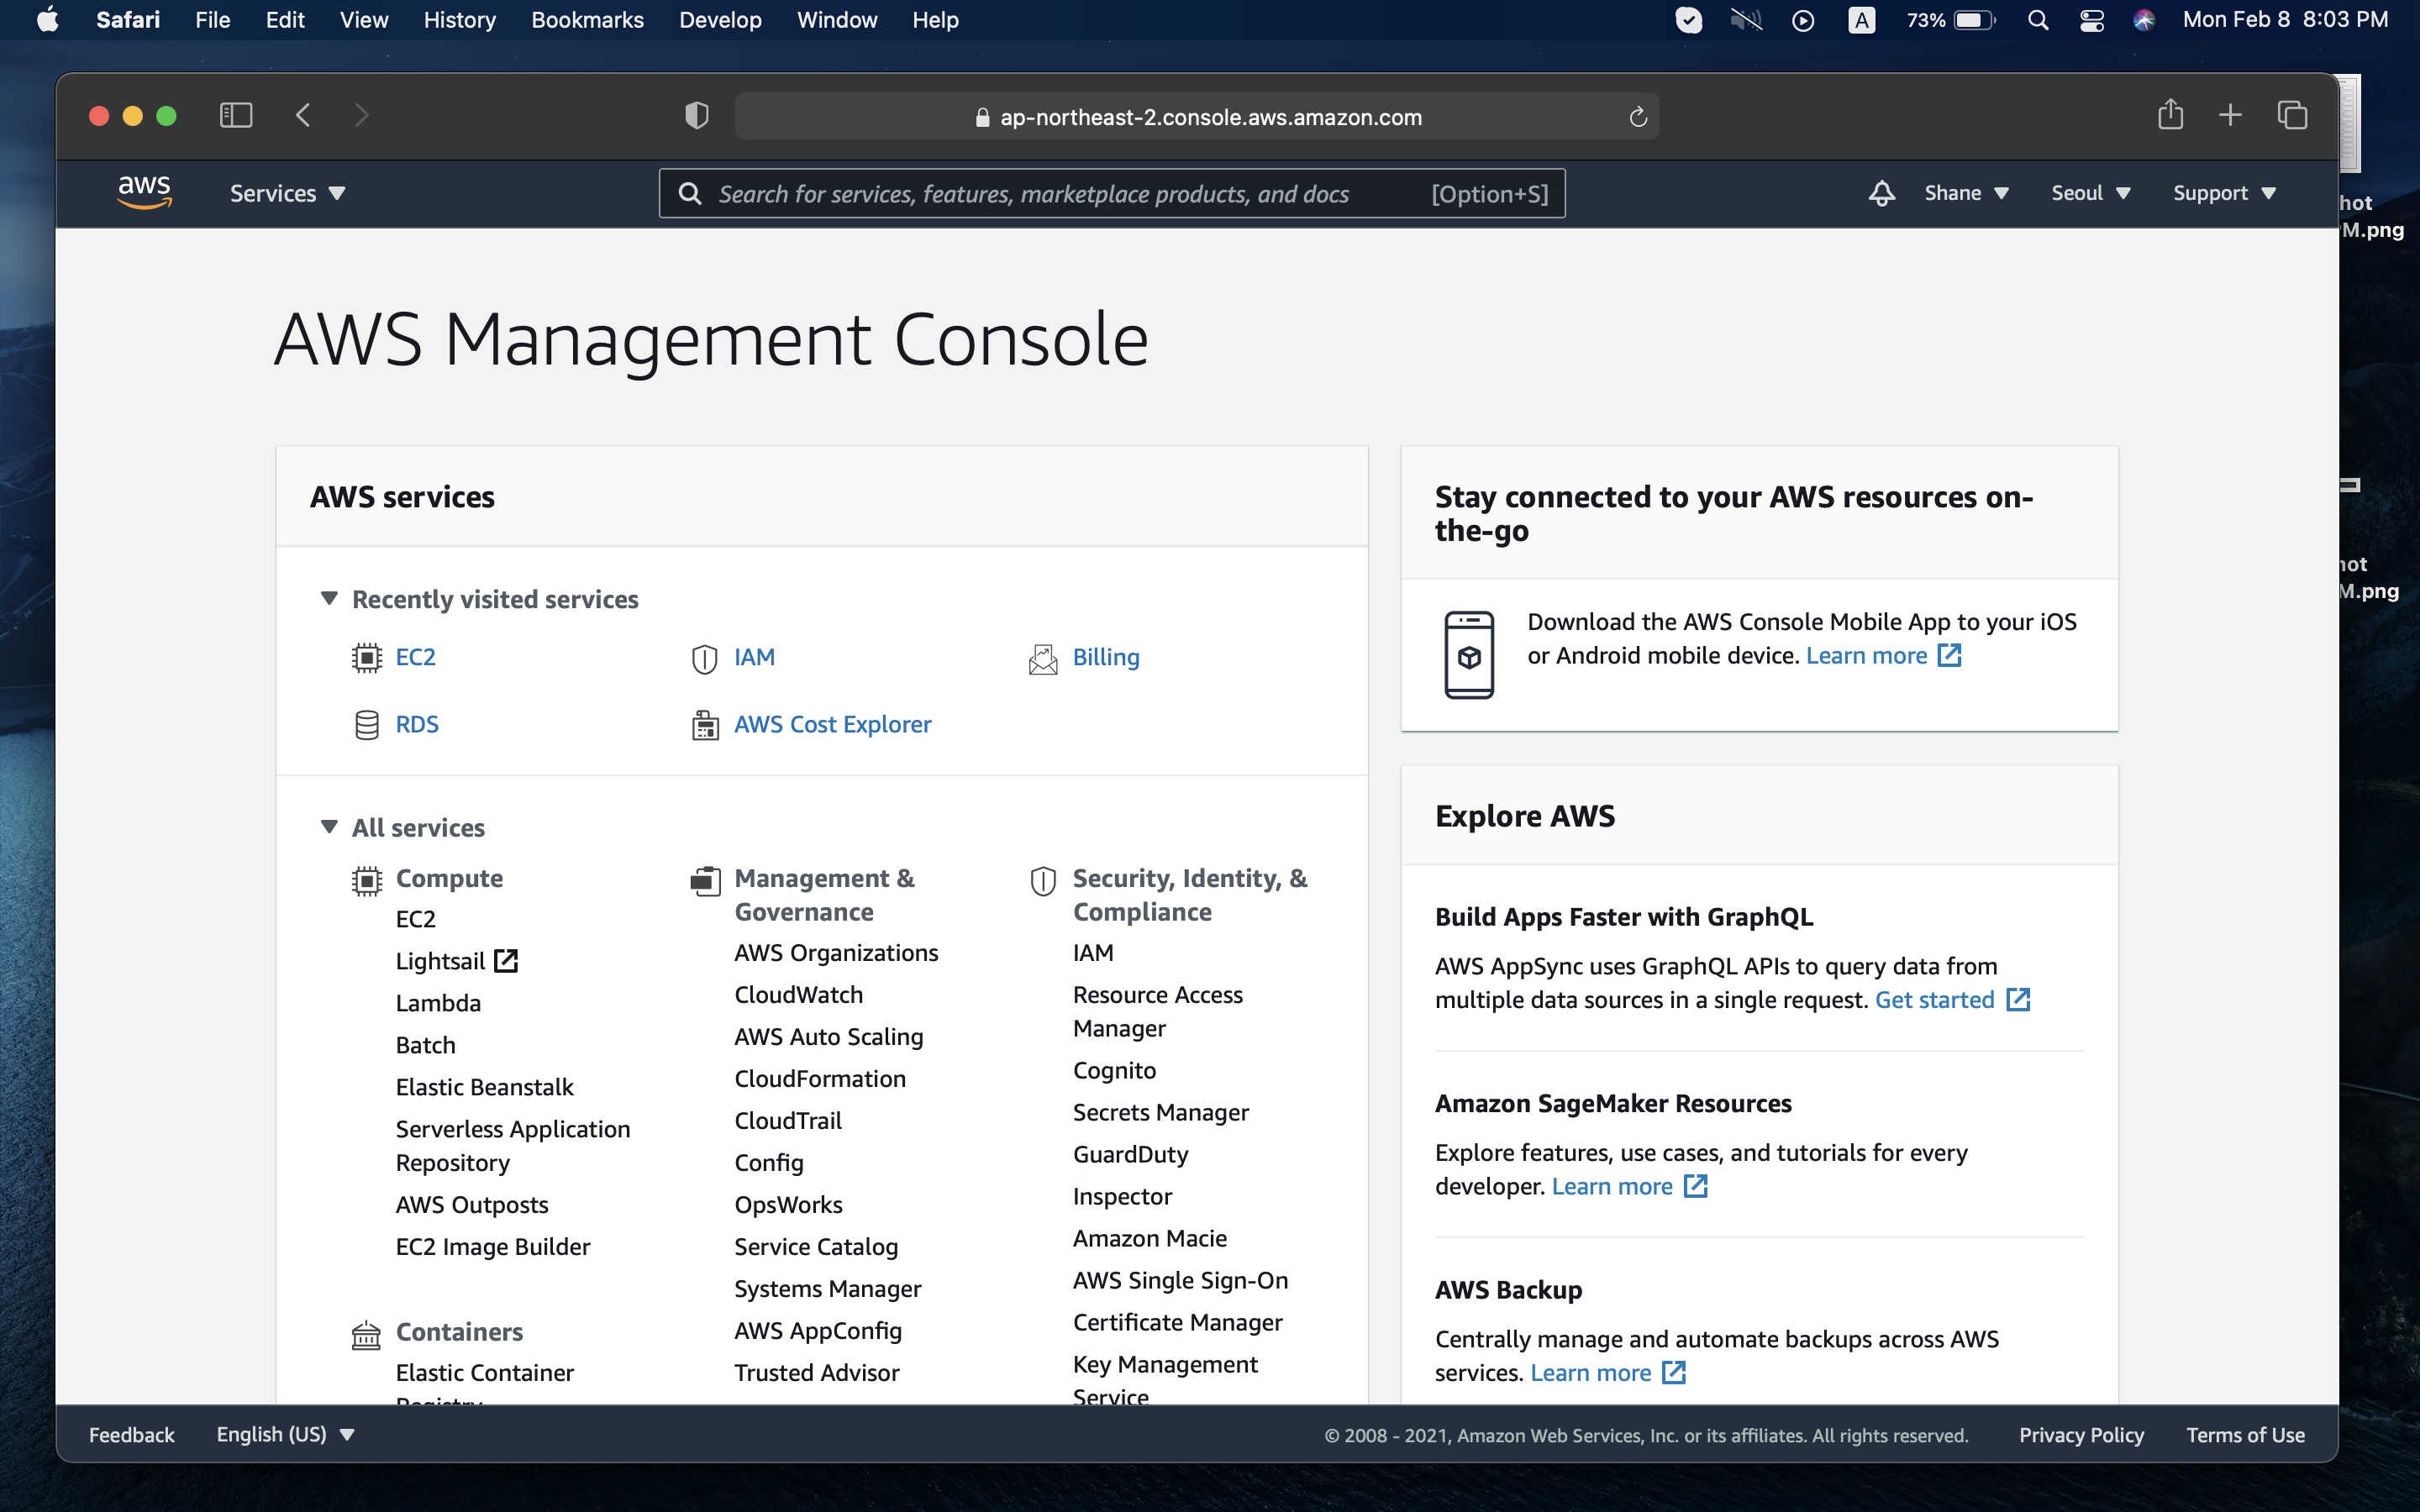 Safari File Edit View History Bookmarks Develop Window Help A 73% Mon Feb 8 8:03 PM
ap-northeast-2.console.aws.amazon.com
aws Services Search for services, features, marketplace products, and docs [Option+S] Shane Seoul Support
hot
M.png
AWS Management Console
AWS services
Recently visited services
EC2
IAM
Billing
RDS
AWS Cost Explorer
All services
Compute
EC2
Lightsail
Lambda
Batch
Elastic Beanstalk
Serverless Application
Repository
AWS Outposts
EC2 Image Builder
Containers
Elastic Container
Registry
Management &
Governance
AWS Organizations
CloudWatch
AWS Auto Scaling
CloudFormation
CloudTrail
Config
OpsWorks
Service Catalog
Systems Manager
AWS AppConfig
Trusted Advisor
Security, Identity, &
Compliance
IAM
Resource Access
Manager
Cognito
Secrets Manager
GuardDuty
Inspector
Amazon Macie
AWS Single Sign-On
Certificate Manager
Key Management
Service
Stay connected to your AWS resources on-
the-go
Download the AWS Console Mobile App to your iOS
or Android mobile device. Learn more
Explore AWS
Build Apps Faster with GraphQL
AWS AppSync uses GraphQL APIs to query data from
multiple data sources in a single request. Get started
Amazon SageMaker Resources
Explore features, use cases, and tutorials for every
developer. Learn more
AWS Backup
Centrally manage and automate backups across AWS
services. Learn more
hot
M.png
Feedback English (US) © 2008 - 2021, Amazon Web Services, Inc. or its affiliates. All rights reserved. Privacy Policy Terms of Use